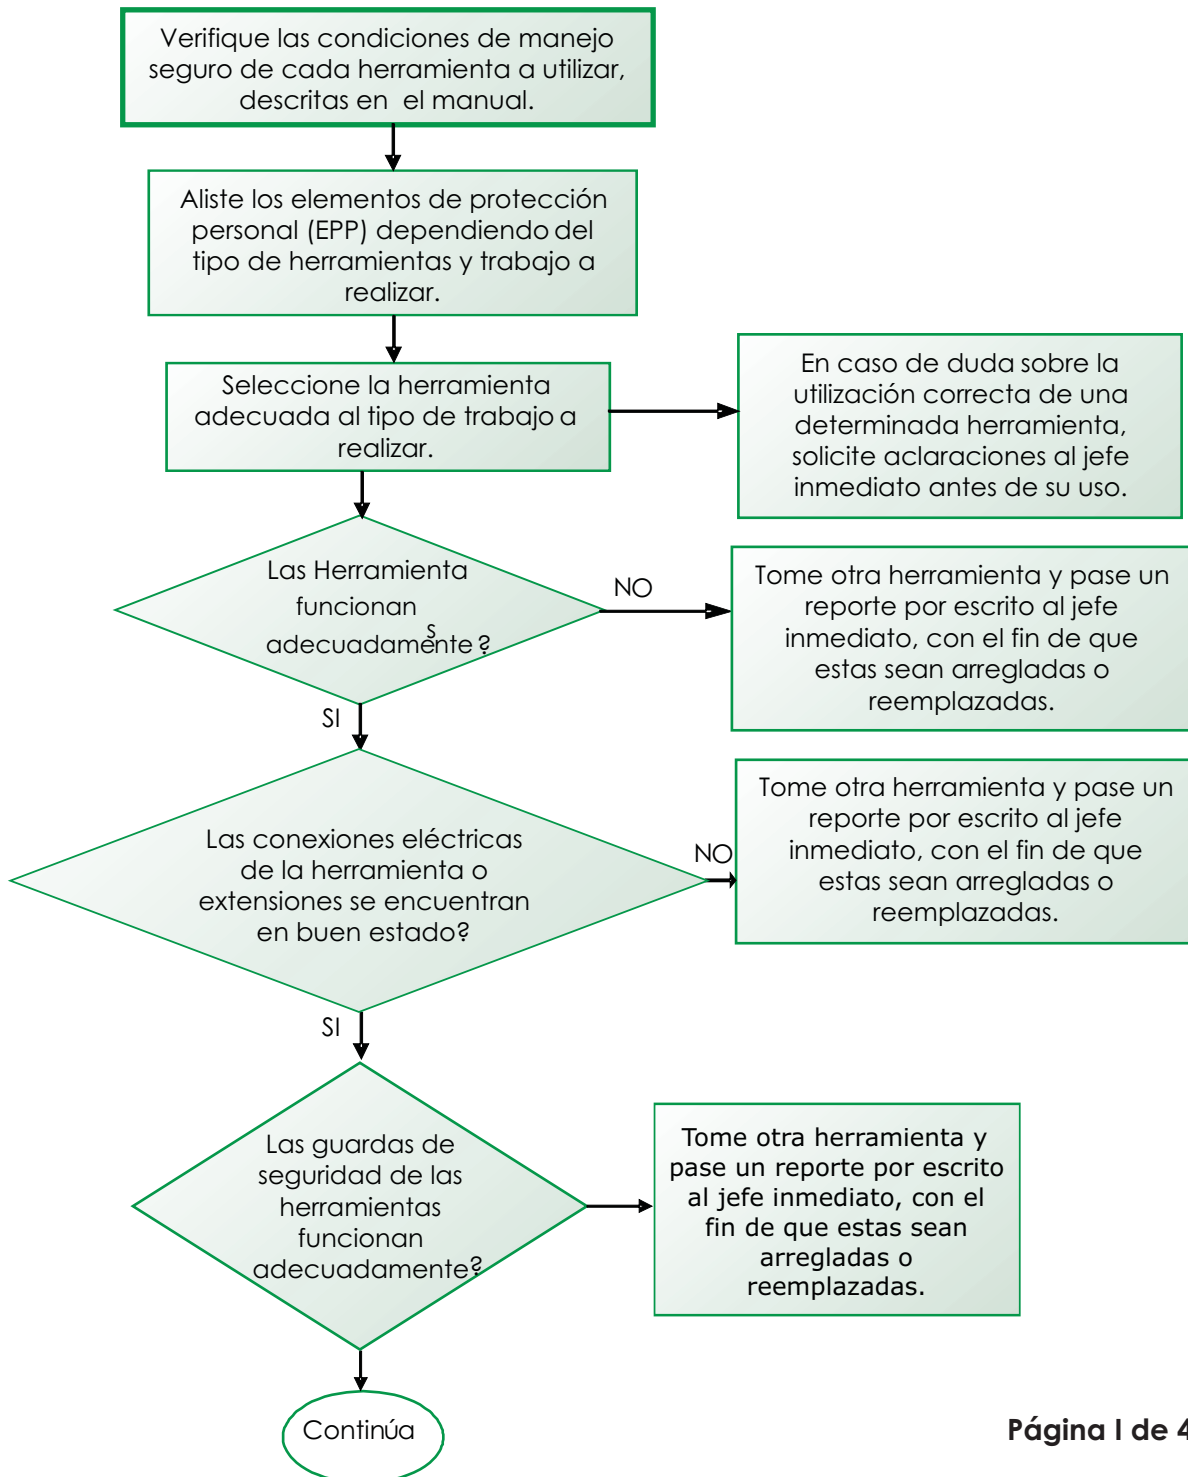 Verifique las condiciones de manejo
seguro de cada herramienta a utilizar,
descritas en el manual.
Aliste los elementos de protección
personal (EPP) dependiendo del
tipo de herramientas y trabajo a
realizar.
Seleccione la herramienta
adecuada al tipo de trabajo a
realizar.
En caso de duda sobre la
utilización correcta de una
determinada herramienta,
solicite aclaraciones al jefe
inmediato antes de su uso.
Las Herramienta
funcionan
s
adecuadamente?
NO
Tome otra herramienta y pase un
reporte por escrito al jefe
inmediato, con el fin de que
estas sean arregladas o
reemplazadas.
SI
Las conexiones eléctricas
de la herramienta o
extensiones se encuentran
en buen estado?
NO
Tome otra herramienta y pase un
reporte por escrito al jefe
inmediato, con el fin de que
estas sean arregladas o
reemplazadas.
SI
Las guardas de
seguridad de las
herramientas
funcionan
adecuadamente?
Tome otra herramienta y
pase un reporte por escrito
al jefe inmediato, con el
fin de que estas sean
arregladas o
reemplazadas.
Continúa
Página I de 4